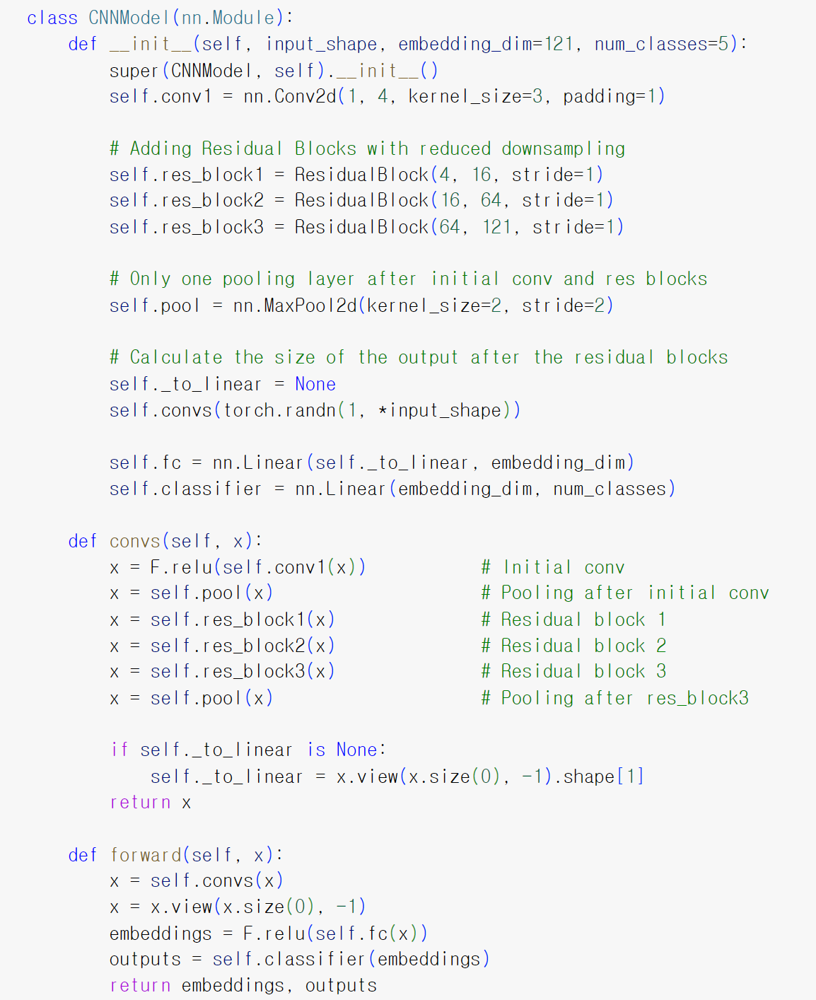 class CNNModel(nn.Module):
    def __init__(self, input_shape, embedding_dim=121, num_classes=5):
        super(CNNModel, self).__init__()
        self.conv1 = nn.Conv2d(1, 4, kernel_size=3, padding=1)

        # Adding Residual Blocks with reduced downsampling
        self.res_block1 = ResidualBlock(4, 16, stride=1)
        self.res_block2 = ResidualBlock(16, 64, stride=1)
        self.res_block3 = ResidualBlock(64, 121, stride=1)

        # Only one pooling layer after initial conv and res blocks
        self.pool = nn.MaxPool2d(kernel_size=2, stride=2)

        # Calculate the size of the output after the residual blocks
        self._to_linear = None
        self.convs(torch.randn(1, *input_shape))

        self.fc = nn.Linear(self._to_linear, embedding_dim)
        self.classifier = nn.Linear(embedding_dim, num_classes)

    def convs(self, x):
        x = F.relu(self.conv1(x))           # Initial conv
        x = self.pool(x)                    # Pooling after initial conv
        x = self.res_block1(x)              # Residual block 1
        x = self.res_block2(x)              # Residual block 2
        x = self.res_block3(x)              # Residual block 3
        x = self.pool(x)                    # Pooling after res_block3

        if self._to_linear is None:
            self._to_linear = x.view(x.size(0), -1).shape[1]
        return x

    def forward(self, x):
        x = self.convs(x)
        x = x.view(x.size(0), -1)
        embeddings = F.relu(self.fc(x))
        outputs = self.classifier(embeddings)
        return embeddings, outputs